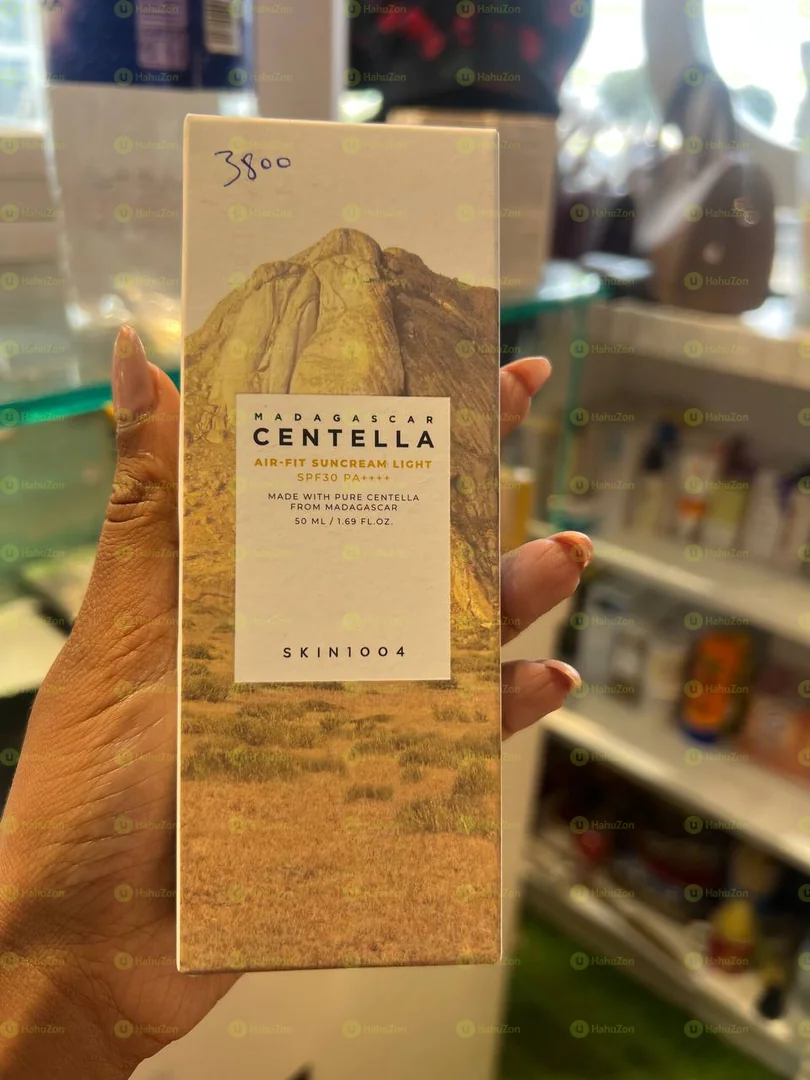 3800
MADAGASCAR
CENTELLA
AIR-FIT SUNCREAM LIGHT
SPF30 PA++++
MADE WITH PURE CENTELLA
FROM MADAGASCAR
50 ML / 1.69 FL.OZ.
SKIN1004
HahuZon